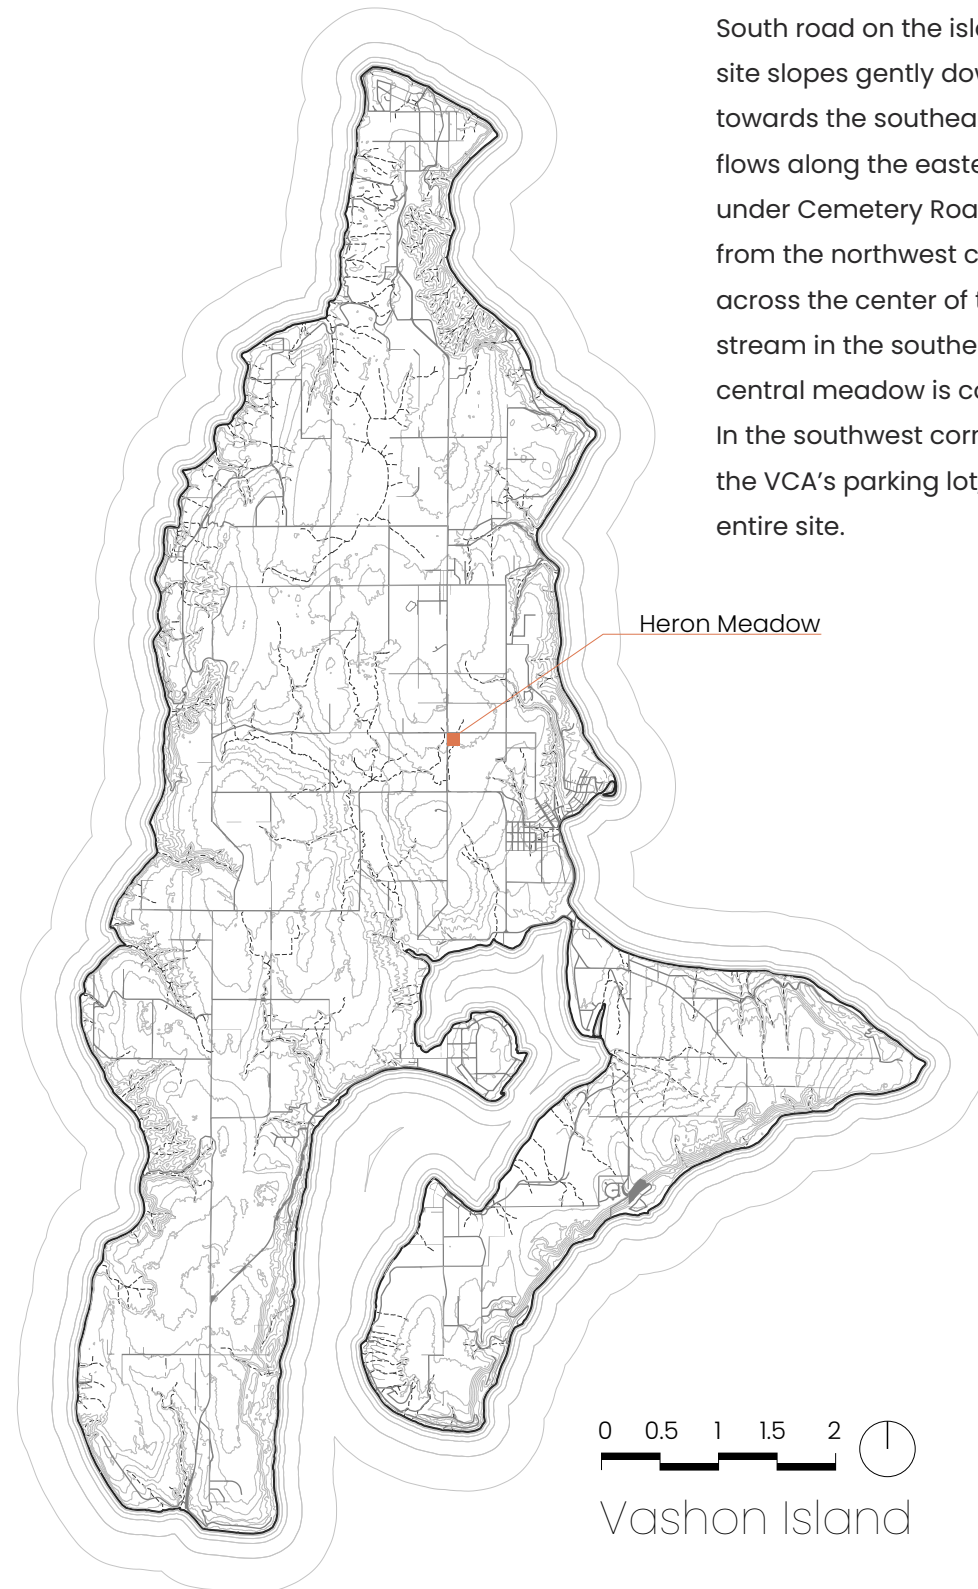 South road on the isl
site slopes gently do
towards the southea
flows along the easte
under Cemetery Roa
from the northwest c
across the center of
stream in the southe
central meadow is c
In the southwest corr
the VCA’s parking lot,
entire site.
Heron Meadow
0 0.5 1 1.5 2
Vashon Island